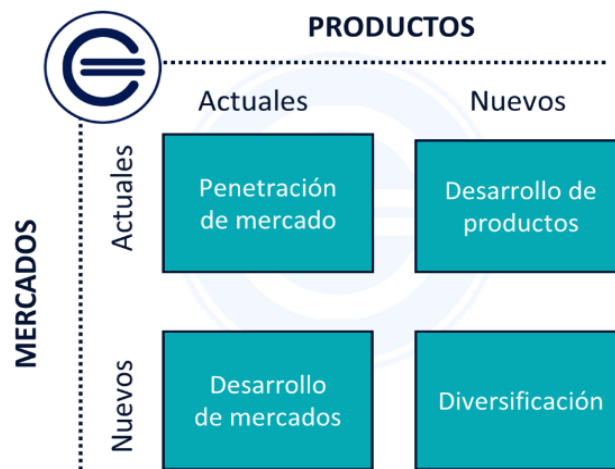 PRODUCTOS
Actuales
Nuevos
MERCADOS
Actuales
Penetración
de mercado
Desarrollo de
productos
Nuevos
Desarrollo
de mercados
Diversificación